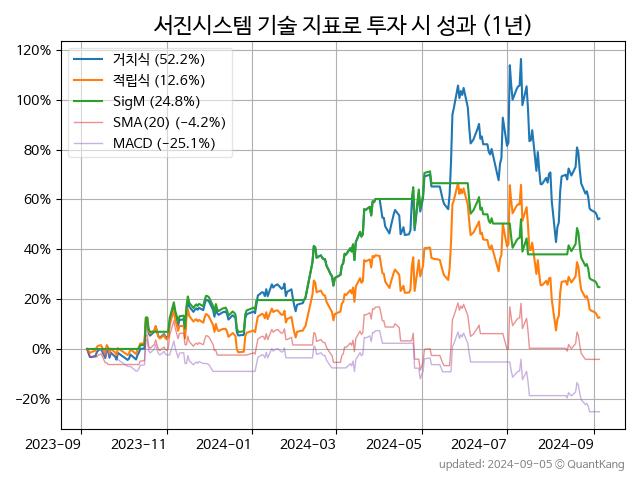 서진시스템 기술 지표로 투자 시 성과 (1년)
거치식 (52.2%)
적립식 (12.6%)
SigM (24.8%)
SMA(20) (−4.2%)
MACD (−25.1%)
120%
100%
80%
60%
40%
20%
0%
−20%
2023-09 2023-11 2024-01 2024-03 2024-05 2024-07 2024-09
updated: 2024-09-05 © QuantKang